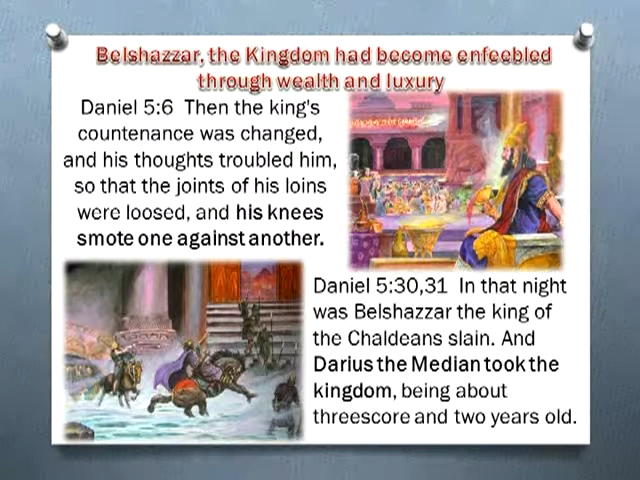 Belshazzar, the Kingdom had become enfeebled
through wealth and luxury
Daniel 5:6 Then the king's
countenance was changed,
and his thoughts troubled him,
so that the joints of his loins
were loosed, and his knees
smote one against another.
Daniel 5:30,31 In that night
was Belshazzar the king of
the Chaldeans slain. And
Darius the Median took the
kingdom, being about
threescore and two years old.